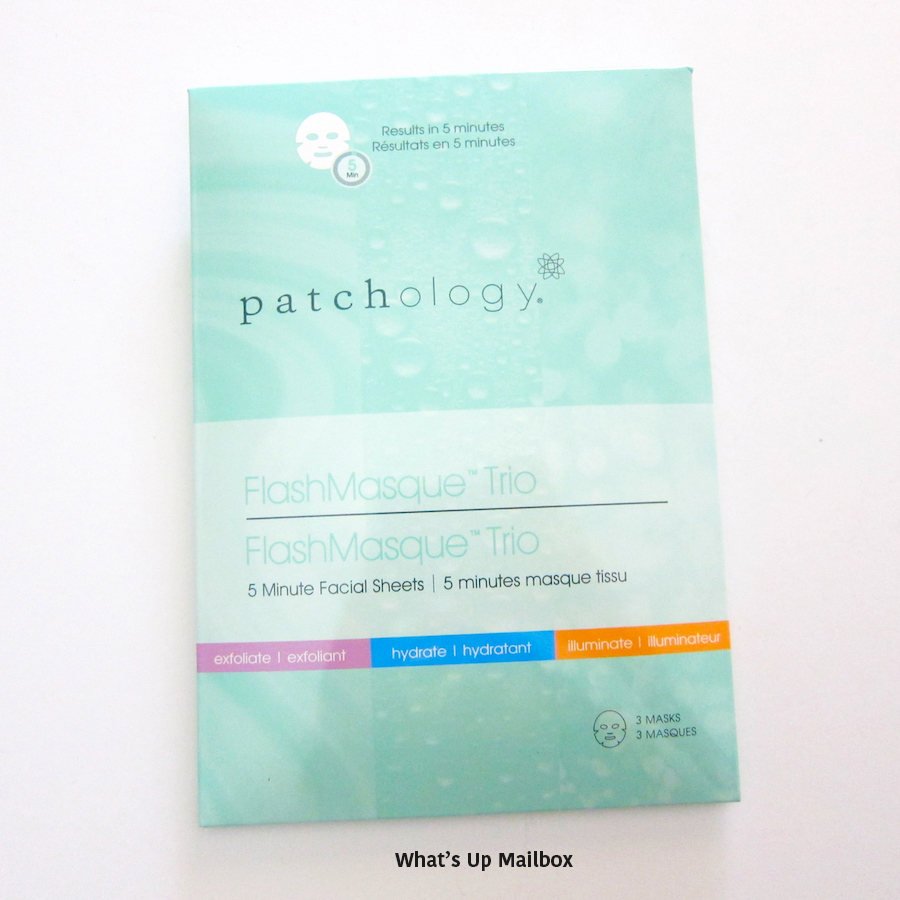 Results in 5 minutes
Résultats en 5 minutes
5
Min
patchology®
FlashMasque™ Trio
FlashMasque™ Trio
5 Minute Facial Sheets | 5 minutes masque tissu
exfoliate | exfoliant hydrate | hydratant illuminate | illuminateur
3 MASKS
3 MASQUES
What's Up Mailbox